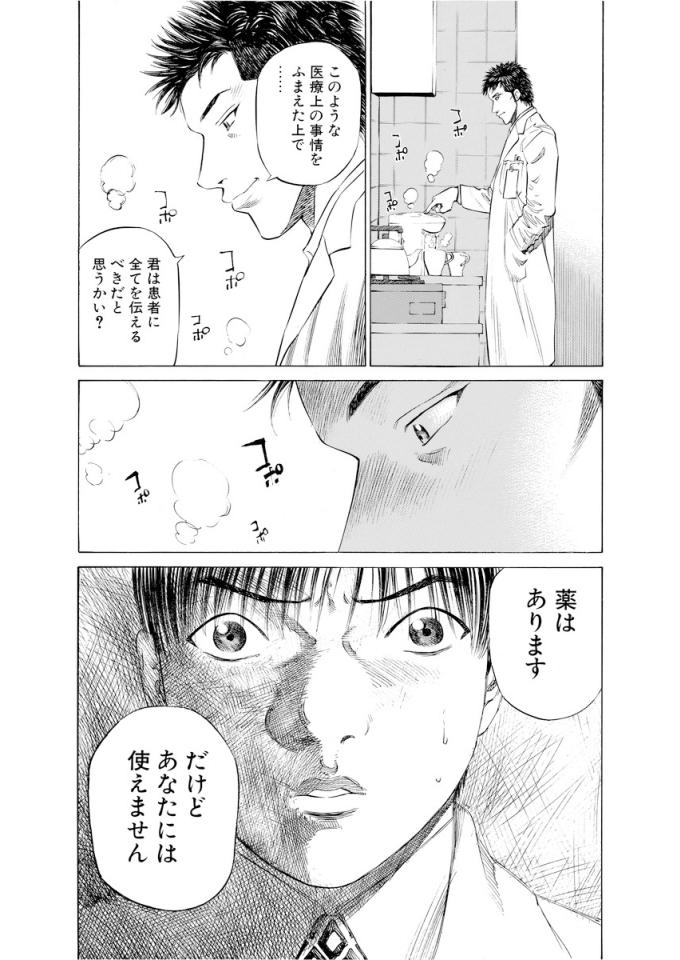 コポ
コポ
コポ
このような
医療上の事情を
ふまえた上で
……
コポ
コポ
コポ
君は患者に
全てを伝える
べきだと
思うかい？
コポ
コポ
コポ
薬は
あります
だけど
あなたには
使えません